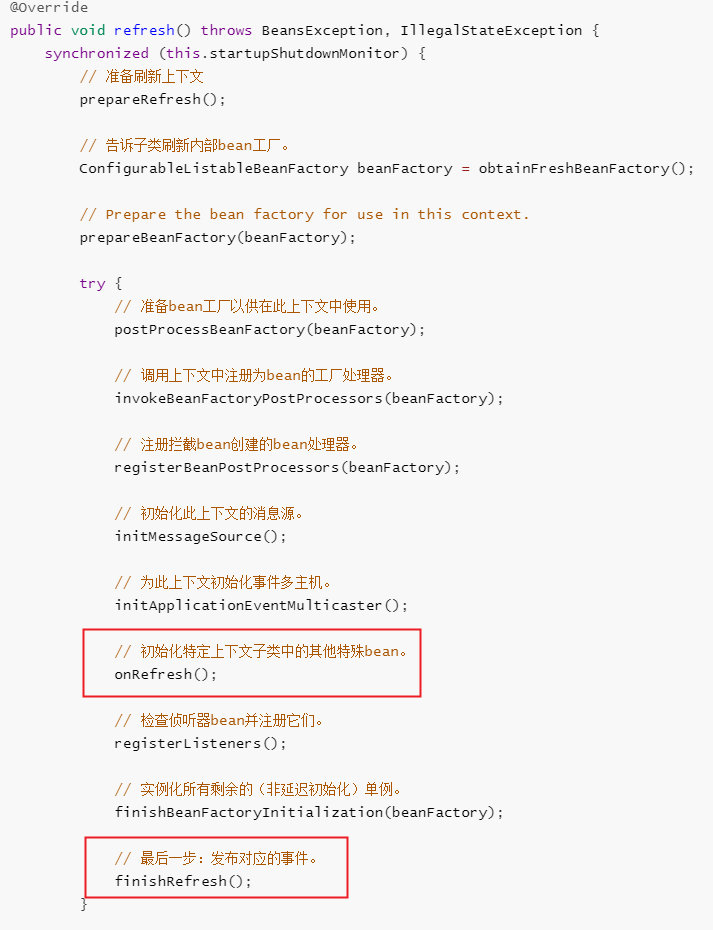 @Override
public void refresh() throws BeansException, IllegalStateException {
    synchronized (this.startupShutdownMonitor) {
        // 准备刷新上下文
        prepareRefresh();

        // 告诉子类刷新内部bean工厂。
        ConfigurableListableBeanFactory beanFactory = obtainFreshBeanFactory();

        // Prepare the bean factory for use in this context.
        prepareBeanFactory(beanFactory);

        try {
            // 准备bean工厂以供在此上下文中使用。
            postProcessBeanFactory(beanFactory);

            // 调用上下文中注册为bean的工厂处理器。
            invokeBeanFactoryPostProcessors(beanFactory);

            // 注册拦截bean创建的bean处理器。
            registerBeanPostProcessors(beanFactory);

            // 初始化此上下文的消息源。
            initMessageSource();

            // 为此上下文初始化事件多主机。
            initApplicationEventMulticaster();

            // 初始化特定上下文子类中的其他特殊bean。
            onRefresh();

            // 检查侦听器bean并注册它们。
            registerListeners();

            // 实例化所有剩余的（非延迟初始化）单例。
            finishBeanFactoryInitialization(beanFactory);

            // 最后一步：发布对应的事件。
            finishRefresh();
        }